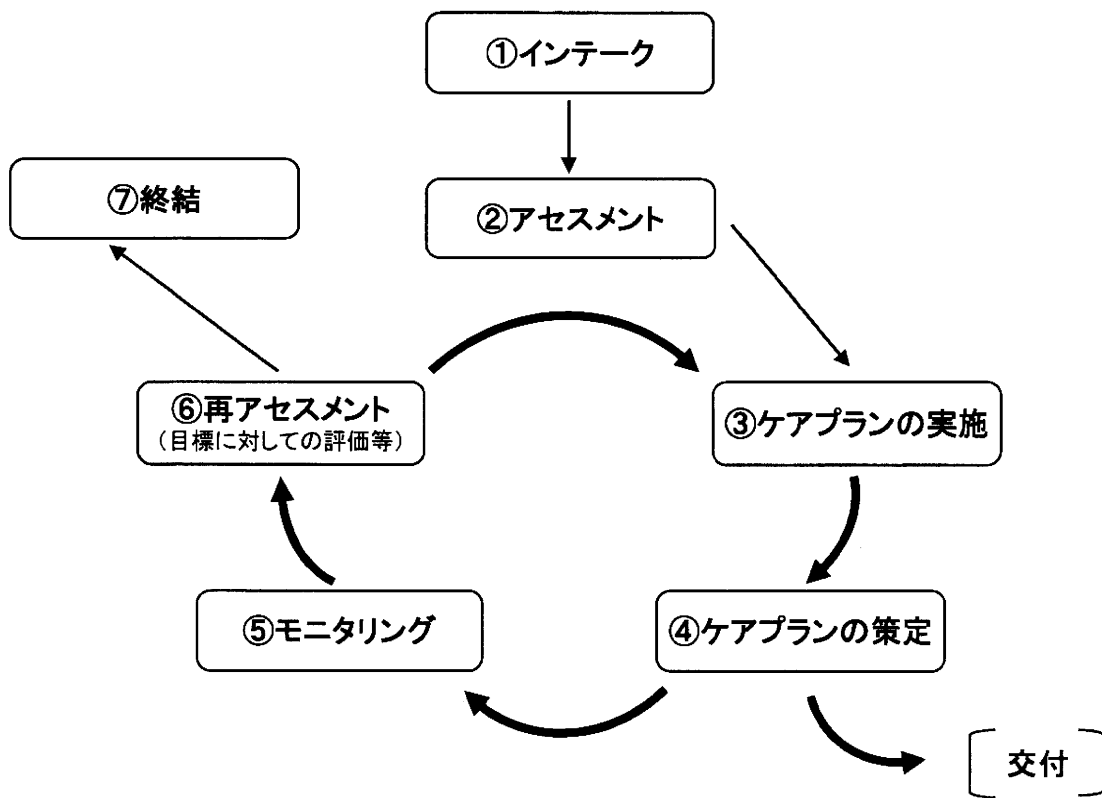 ①インテーク
②アセスメント
③ケアプランの実施
④ケアプランの策定
交付
⑤モニタリング
⑥再アセスメント
（目標に対しての評価等）
⑦終結